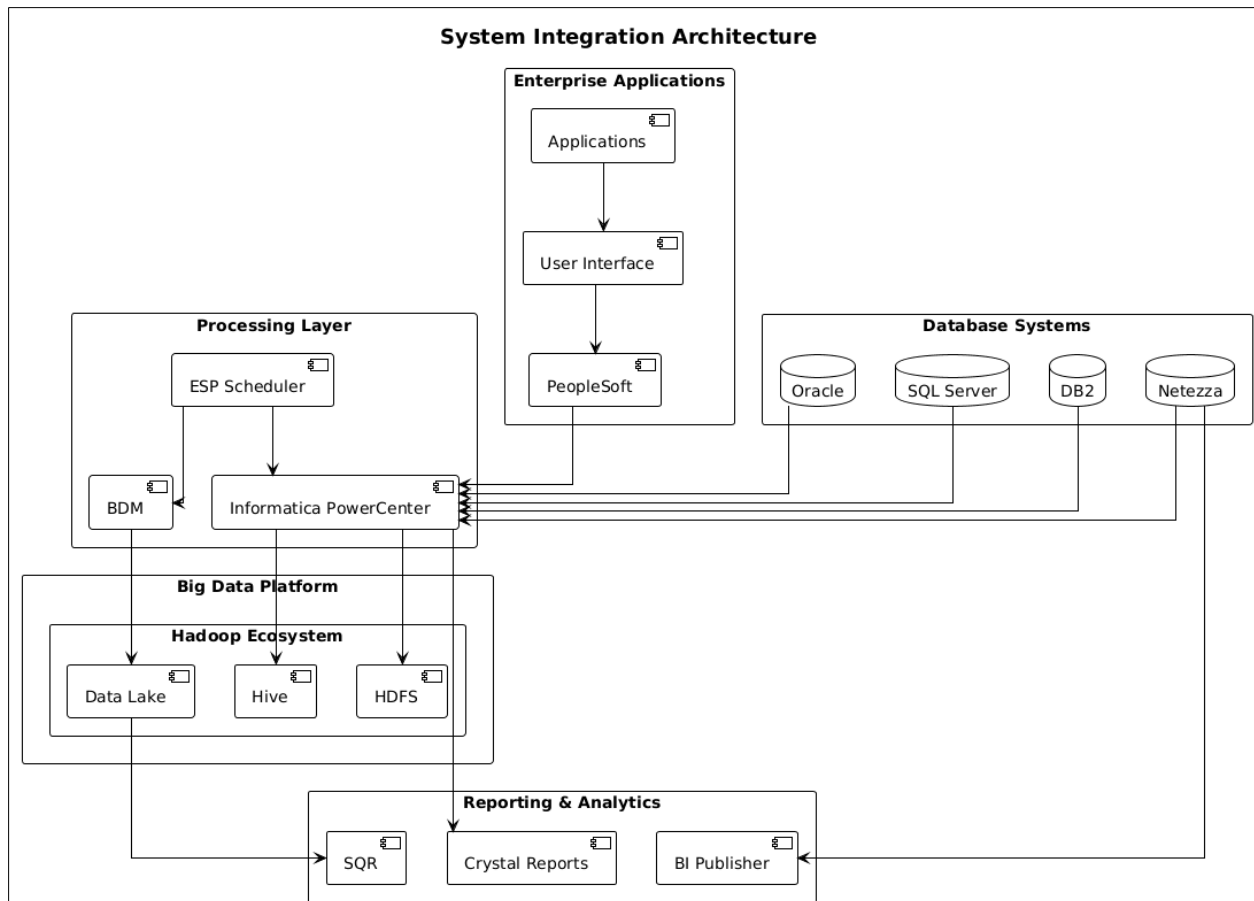 System Integration Architecture
Enterprise Applications
Applications
User Interface
PeopleSoft
Processing Layer
ESP Scheduler
BDM
Informatica PowerCenter
Database Systems
Oracle
SQL Server
DB2
Netezza
Big Data Platform
Hadoop Ecosystem
Data Lake
Hive
HDFS
Reporting & Analytics
SQR
Crystal Reports
BI Publisher